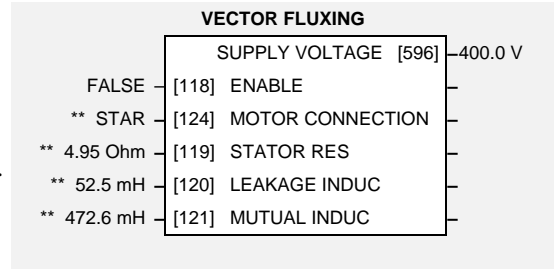 VECTOR FLUXING
SUPPLY VOLTAGE [596] – 400.0 V
FALSE – [118] ENABLE –
** STAR – [124] MOTOR CONNECTION –
** 4.95 Ohm – [119] STATOR RES –
** 52.5 mH – [120] LEAKAGE INDUC –
** 472.6 mH – [121] MUTUAL INDUC –